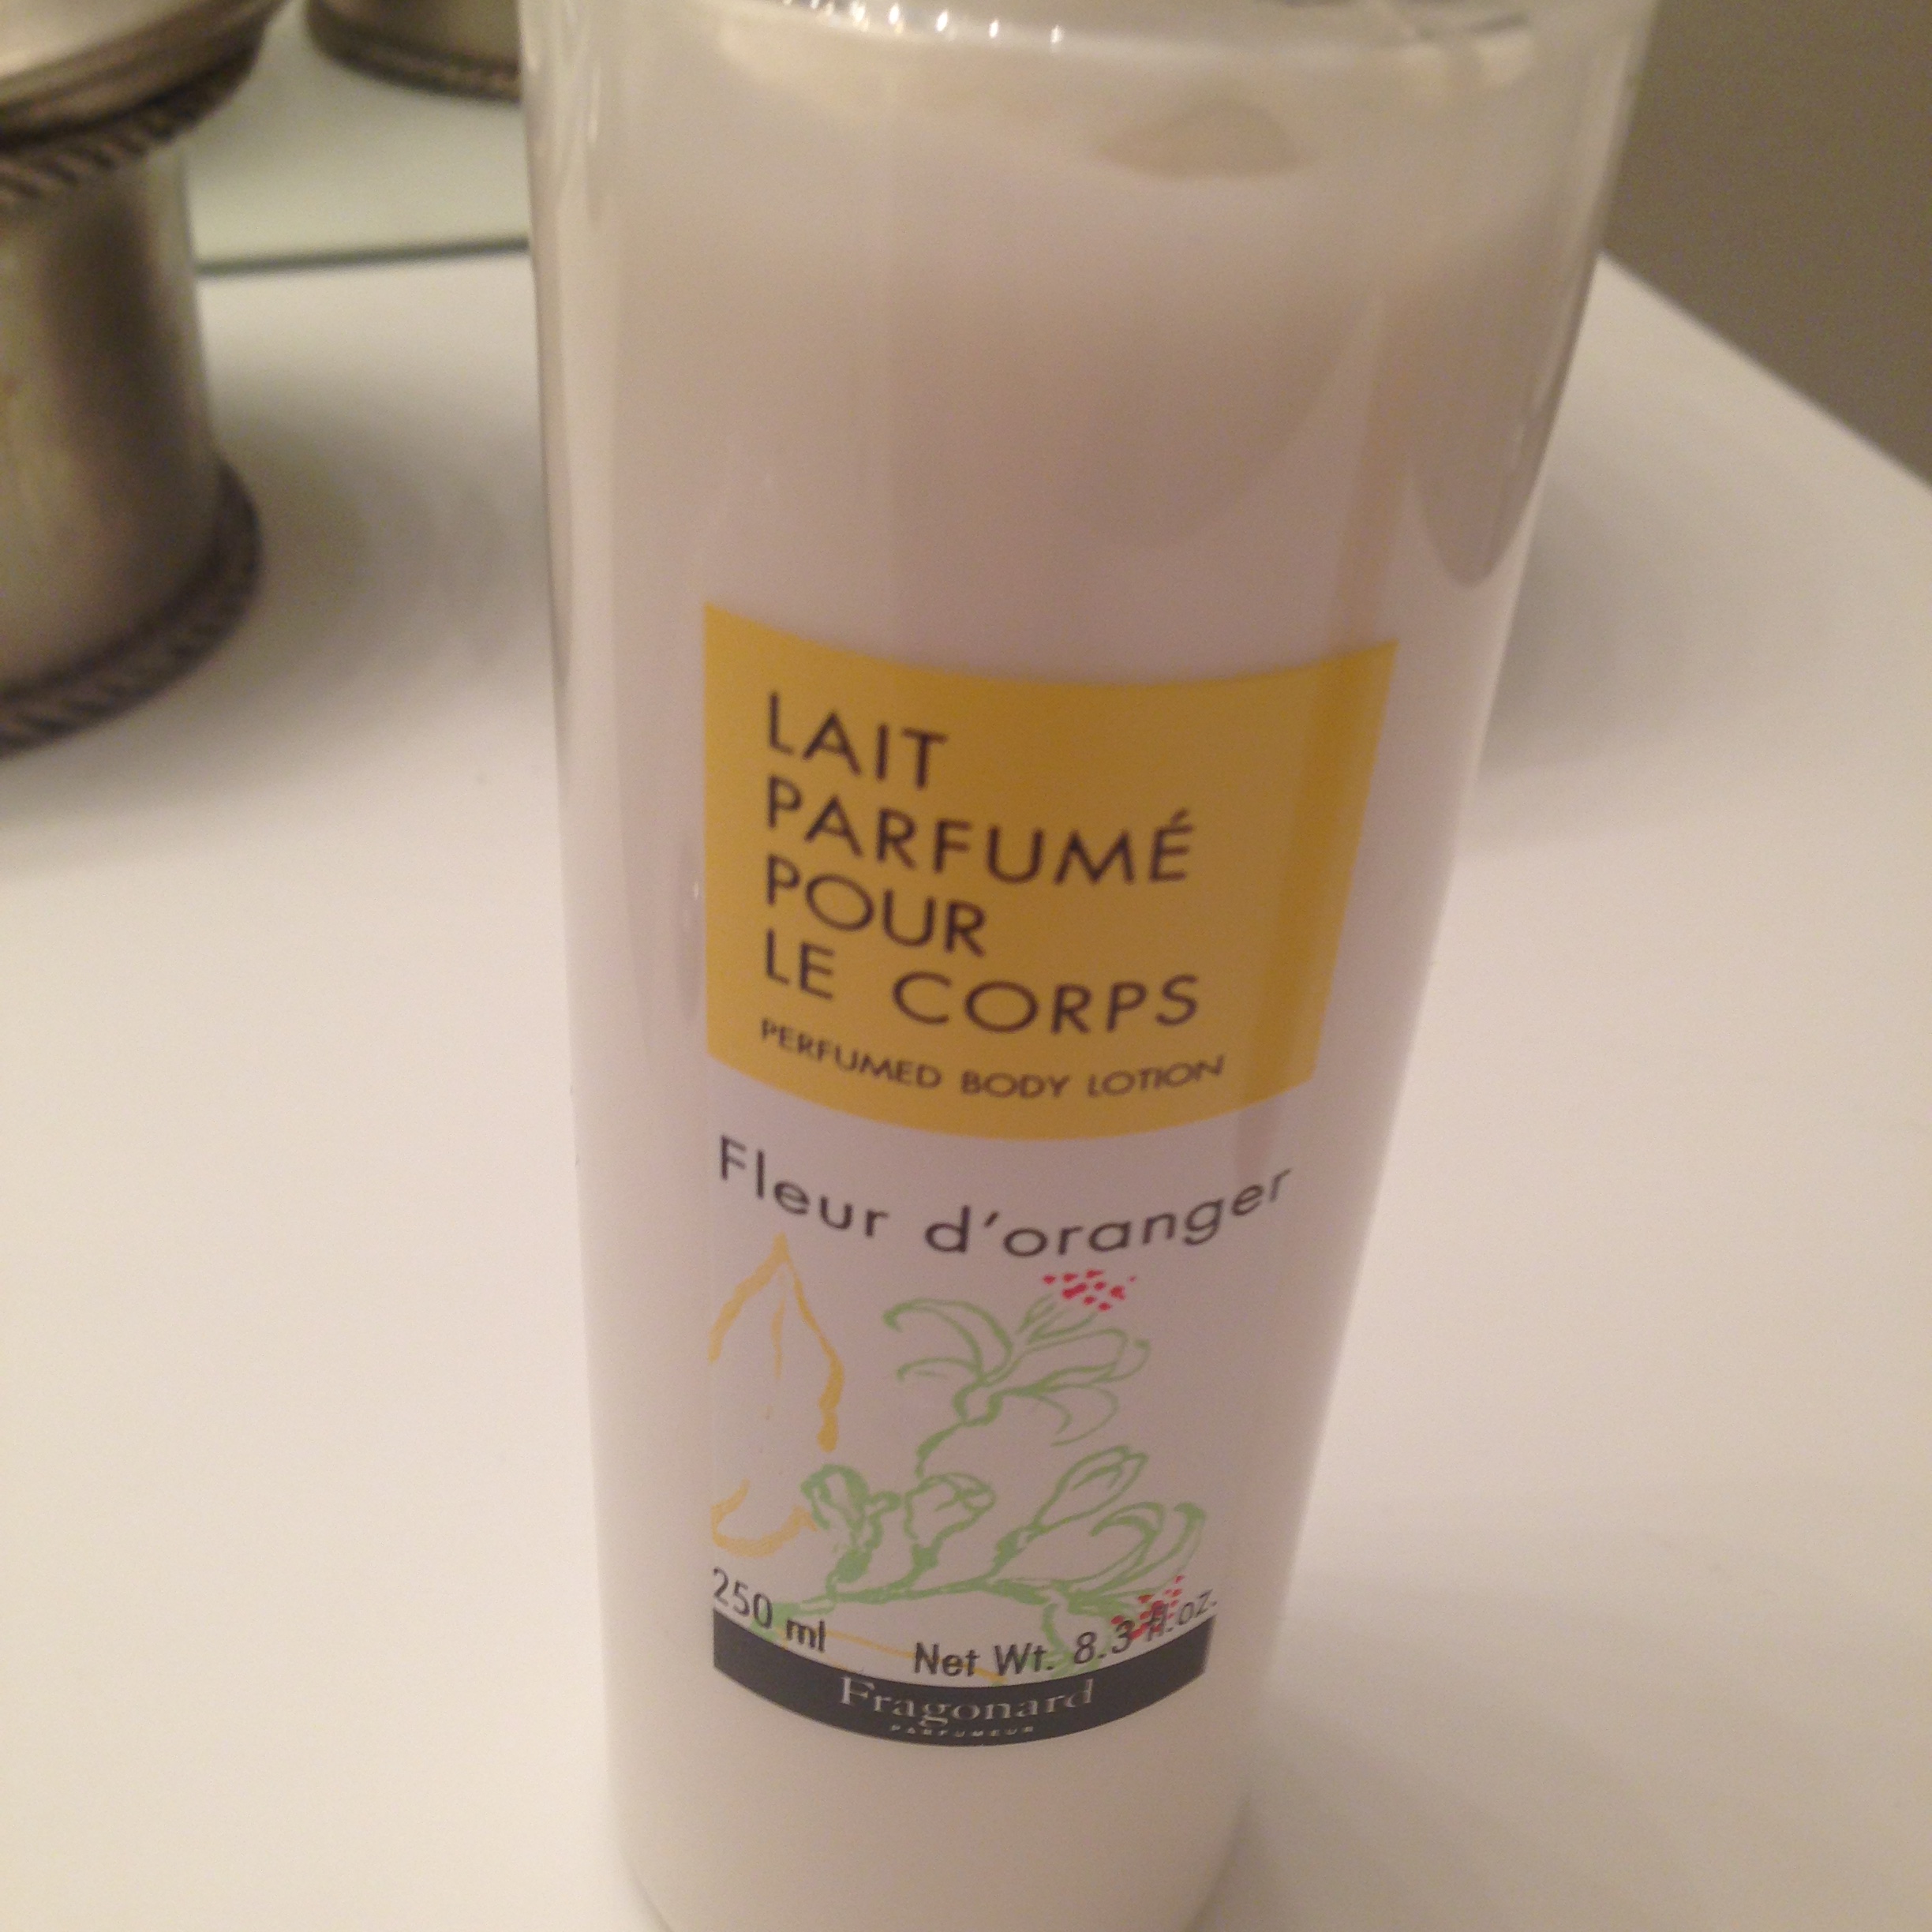 LAIT
PARFUMÉ
POUR
LE CORPS
PERFUMED BODY LOTION
Fleur d'oranger
250 ml Net Wt. 8.3 fl.oz.
Fragonard
PARFUMEUR